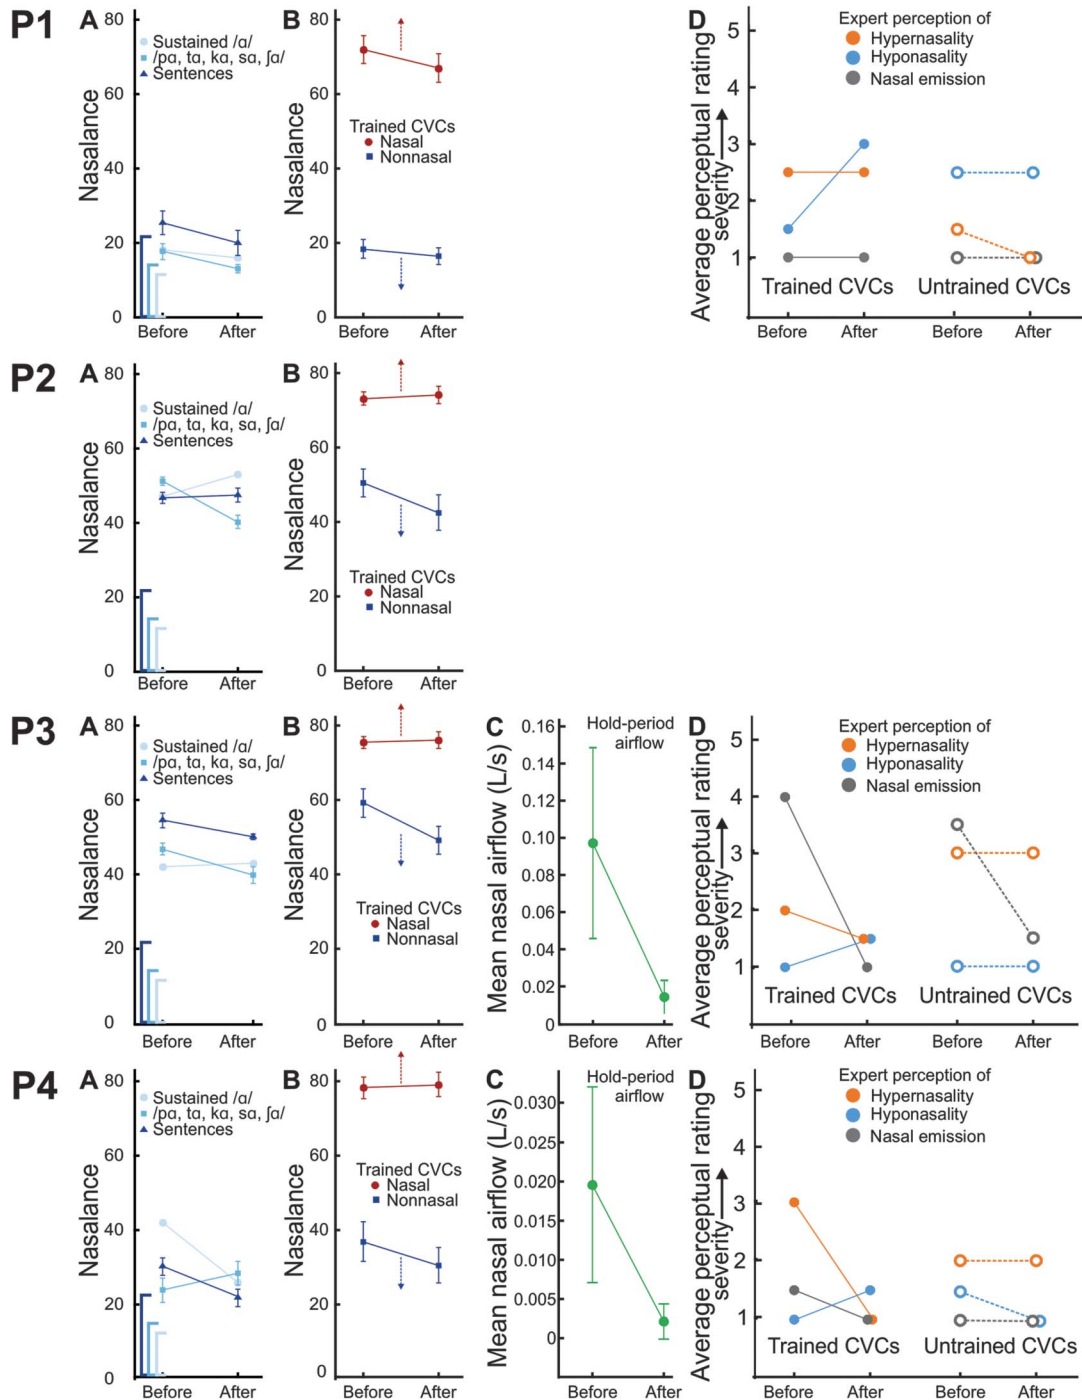 P1
A
80
60
40
20
0
Nasalance
Sustained /ɑ/
/pɑ, tɑ, kɑ, sɑ, ʃɑ/
Sentences
Before After
B
80
60
40
20
0
Nasalance
Trained CVCs
Nasal
Nonnasal
Before After
D
5
4
3
2
1
Average perceptual rating
severity
Expert perception of
Hypernasality
Hyponasality
Nasal emission
Trained CVCs Untrained CVCs
Before After Before After
P2
A
80
60
40
20
0
Nasalance
Sustained /ɑ/
/pɑ, tɑ, kɑ, sɑ, ʃɑ/
Sentences
Before After
B
80
60
40
20
0
Nasalance
Trained CVCs
Nasal
Nonnasal
Before After
P3
A
80
60
40
20
0
Nasalance
Sustained /ɑ/
/pɑ, tɑ, kɑ, sɑ, ʃɑ/
Sentences
Before After
B
80
60
40
20
0
Nasalance
Trained CVCs
Nasal
Nonnasal
Before After
C
0.16
0.14
0.12
0.10
0.08
0.06
0.04
0.02
0
Mean nasal airflow (L/s)
Hold-period
airflow
Before After
D
5
4
3
2
1
Average perceptual rating
severity
Expert perception of
Hypernasality
Hyponasality
Nasal emission
Trained CVCs Untrained CVCs
Before After Before After
P4
A
80
60
40
20
0
Nasalance
Sustained /ɑ/
/pɑ, tɑ, kɑ, sɑ, ʃɑ/
Sentences
Before After
B
80
60
40
20
0
Nasalance
Trained CVCs
Nasal
Nonnasal
Before After
C
0.030
0.025
0.020
0.015
0.010
0.005
0
Mean nasal airflow (L/s)
Hold-period
airflow
Before After
D
5
4
3
2
1
Average perceptual rating
severity
Expert perception of
Hypernasality
Hyponasality
Nasal emission
Trained CVCs Untrained CVCs
Before After Before After